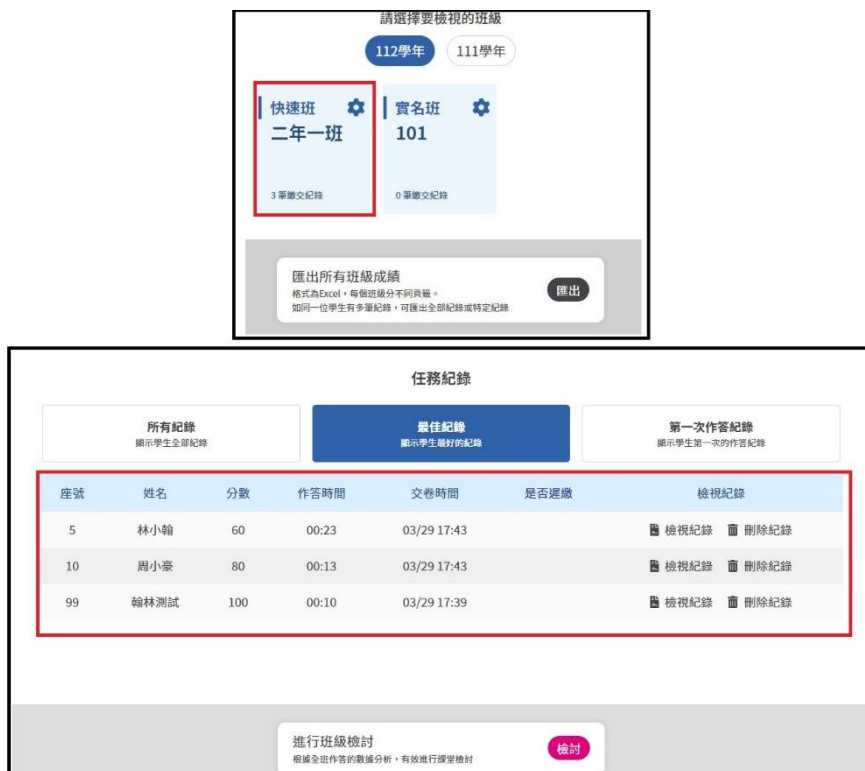 請選擇要檢視的班級
112學年 111學年
快速班 實名班
二年一班 101
3 筆繳交紀錄 0 筆繳交紀錄
匯出所有班級成績
格式為Excel，每個班級分不同頁籤。
如同一位學生有多筆紀錄，可匯出全部紀錄或特定紀錄
匯出
任務紀錄
所有紀錄 最佳紀錄 第一次作答紀錄
顯示學生全部紀錄 顯示學生最好的紀錄 顯示學生第一次的作答紀錄
座號 姓名 分數 作答時間 交卷時間 是否遲繳 檢視紀錄
5 林小翰 60 00:23 03/29 17:43 檢視紀錄 刪除紀錄
10 周小豪 80 00:13 03/29 17:43 檢視紀錄 刪除紀錄
99 翰林測試 100 00:10 03/29 17:39 檢視紀錄 刪除紀錄
進行班級檢討
根據全班作答的數據分析，有效進行課堂檢討
檢討